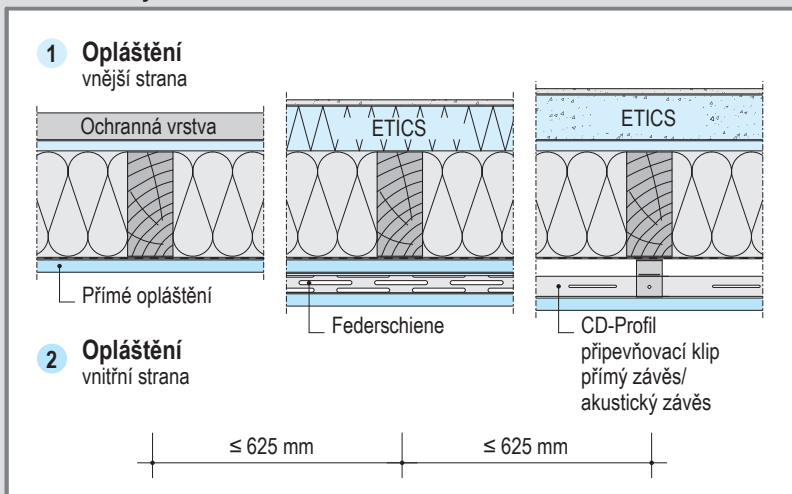 1 Opláštění
vnější strana
Ochranná vrstva
ETICS
ETICS
Přímé opláštění
Federschiene
CD-Profil
připevňovací klip
přímý závěs/
akustický závěs
2 Opláštění
vnitřní strana
≤ 625 mm
≤ 625 mm